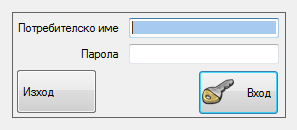 Потребителско име
Парола
Изход
Вход